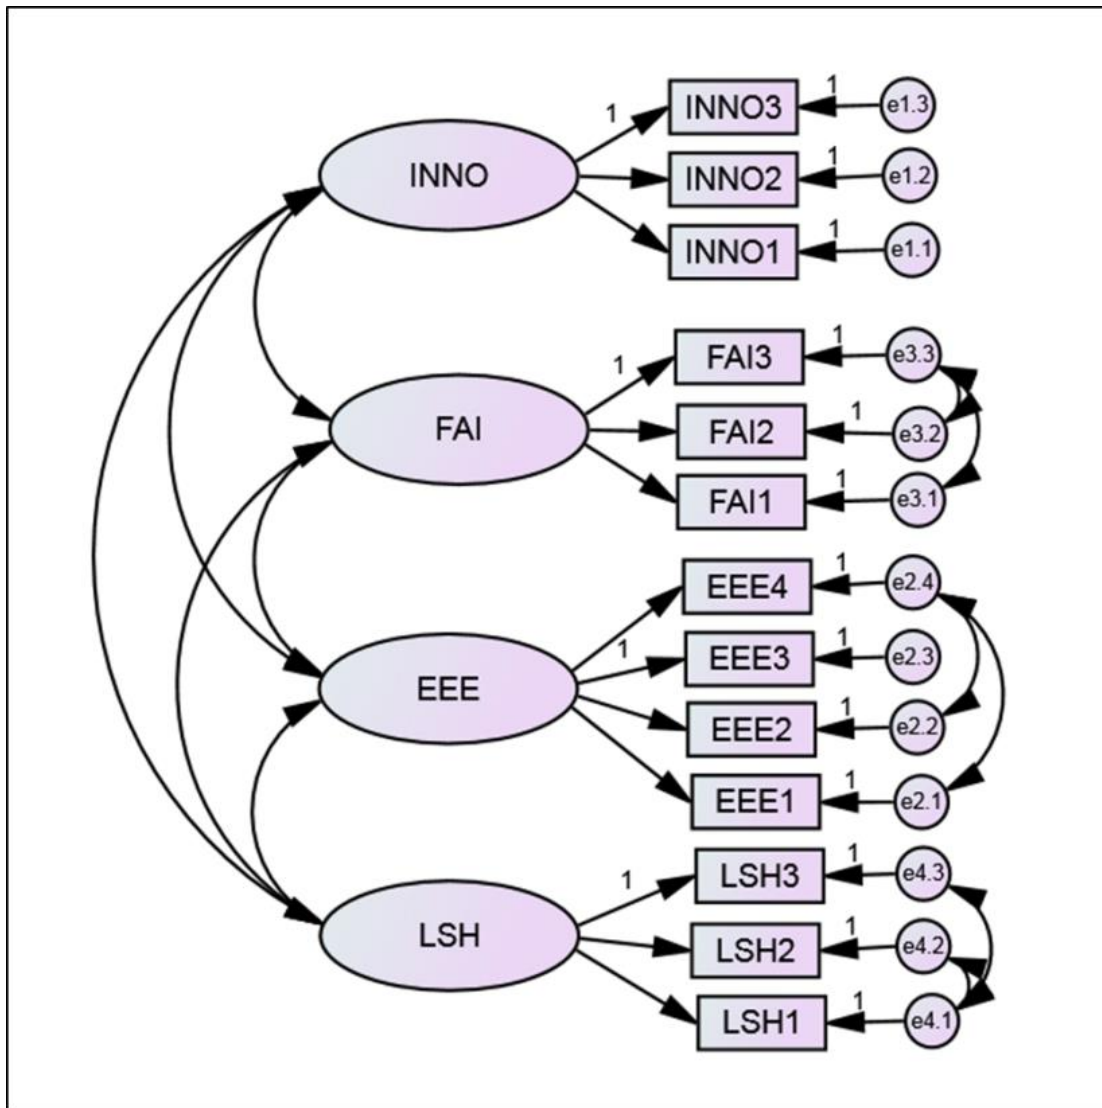 1
INNO3
1
e1.3
INNO
INNO2
1
e1.2
INNO1
1
e1.1
1
FAI3
1
e3.3
FAI
FAI2
1
e3.2
FAI1
1
e3.1
EEE4
1
e2.4
1
EEE3
1
e2.3
EEE
EEE2
1
e2.2
EEE1
1
e2.1
1
LSH3
1
e4.3
LSH
LSH2
1
e4.2
LSH1
1
e4.1